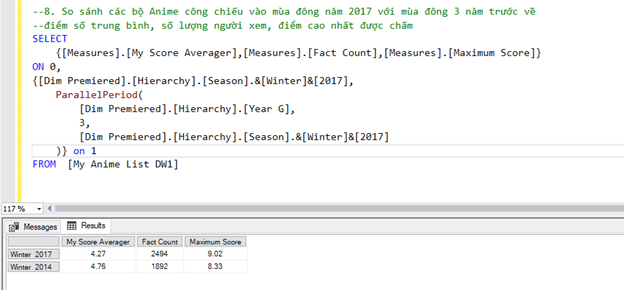 --8. So sánh các bộ Anime công chiếu vào mùa đông năm 2017 với mùa đông 3 năm trước về
--điểm số trung bình, số lượng người xem, điểm cao nhất được chấm
SELECT
{[Measures].[My Score Averager],[Measures].[Fact Count],[Measures].[Maximum Score]}
ON 0,
{[Dim Premiered].[Hierarchy].[Season].&[Winter]&[2017],
ParallelPeriod(
[Dim Premiered].[Hierarchy].[Year G],
3,
[Dim Premiered].[Hierarchy].[Season].&[Winter]&[2017]
)} on 1
FROM [My Anime List DW1]
117 %
Messages Results
My Score Averager Fact Count Maximum Score
Winter 2017 4.27 2494 9.02
Winter 2014 4.76 1892 8.33